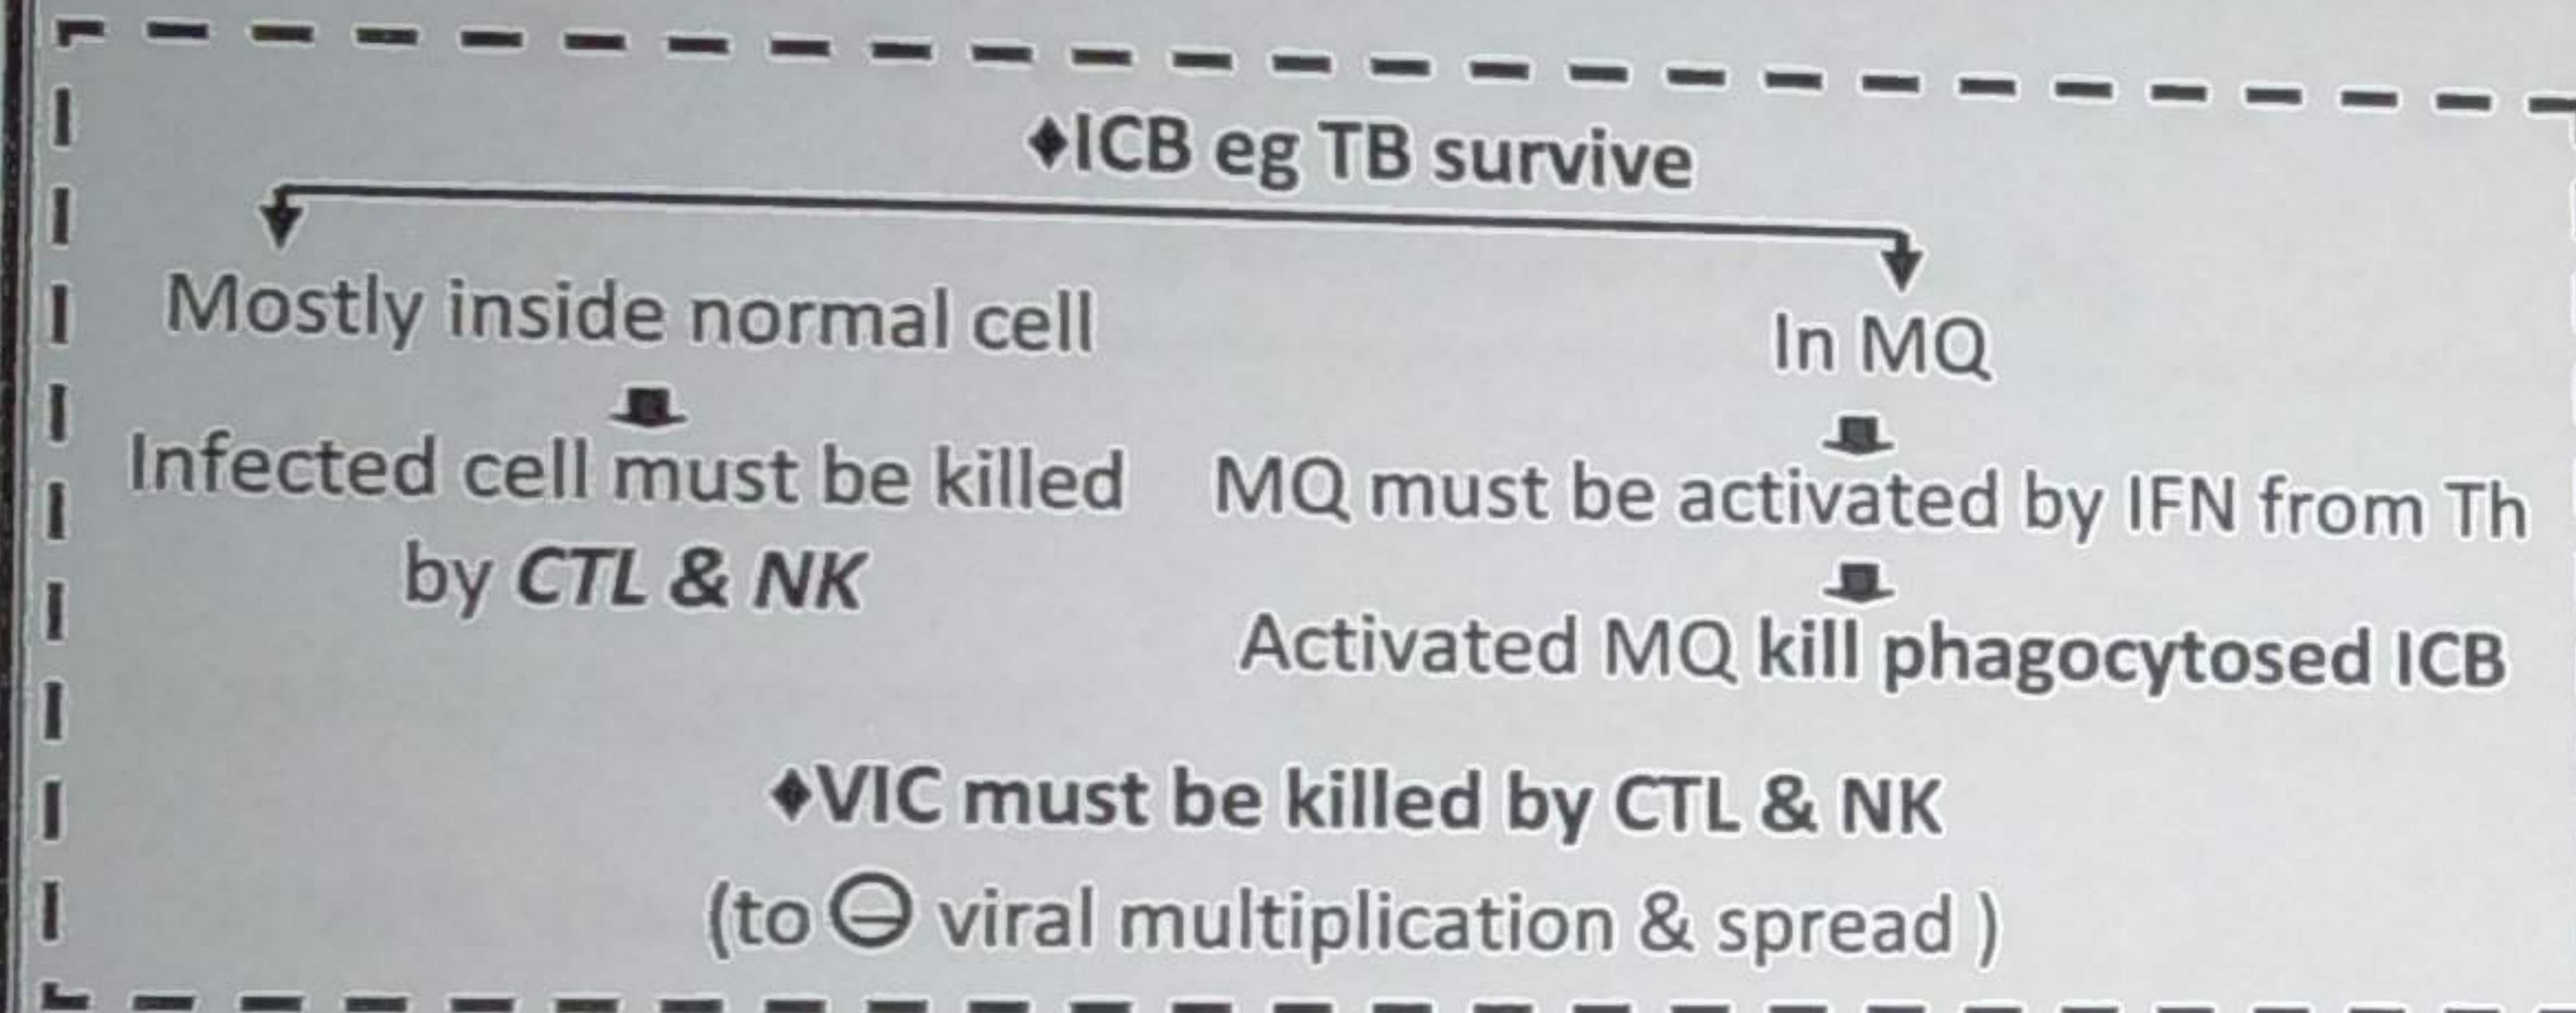 ♦ICB eg TB survive
Mostly inside normal cell
In MQ
Infected cell must be killed
by CTL & NK
MQ must be activated by IFN from Th
Activated MQ kill phagocytosed ICB
♦VIC must be killed by CTL & NK
(to ⊖ viral multiplication & spread )